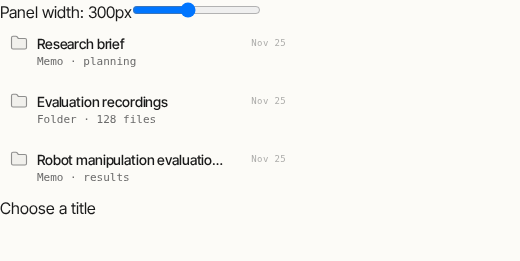 Panel width: 300px
Research brief Nov 25
Memo · planning
Evaluation recordings Nov 25
Folder · 128 files
Robot manipulation evaluatio... Nov 25
Memo · results
Choose a title